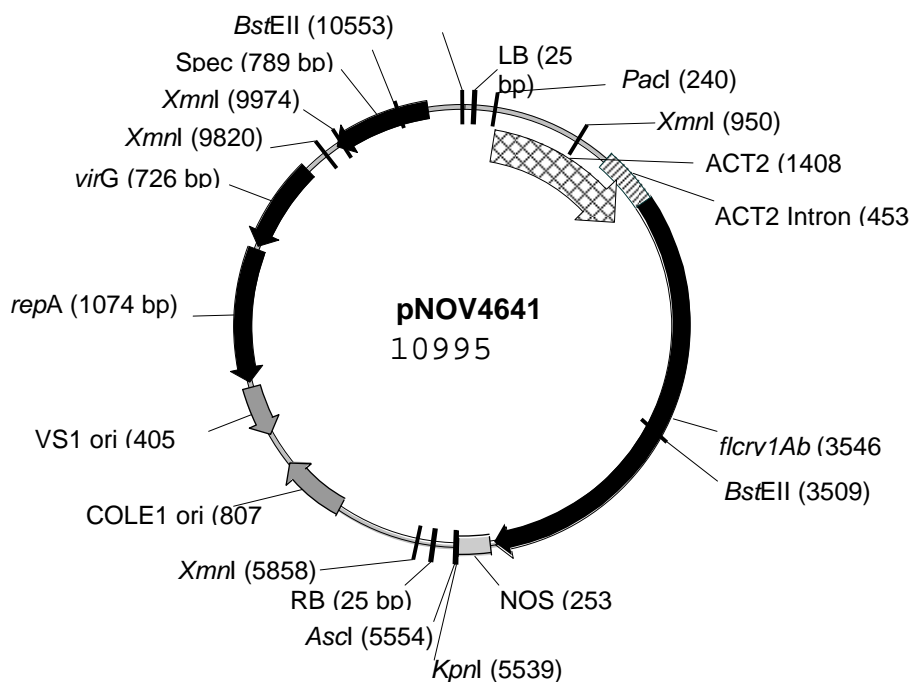 BstEII (10553)
LB (25
bp)
Spec (789 bp)
PacI (240)
XmnI (9974)
XmnI (950)
XmnI (9820)
ACT2 (1408
virG (726 bp)
ACT2 Intron (453
repA (1074 bp)
pNOV4641
10995
VS1 ori (405
flcry1Ab (3546
BstEII (3509)
COLE1 ori (807
XmnI (5858)
RB (25 bp)
NOS (253
AscI (5554)
KpnI (5539)